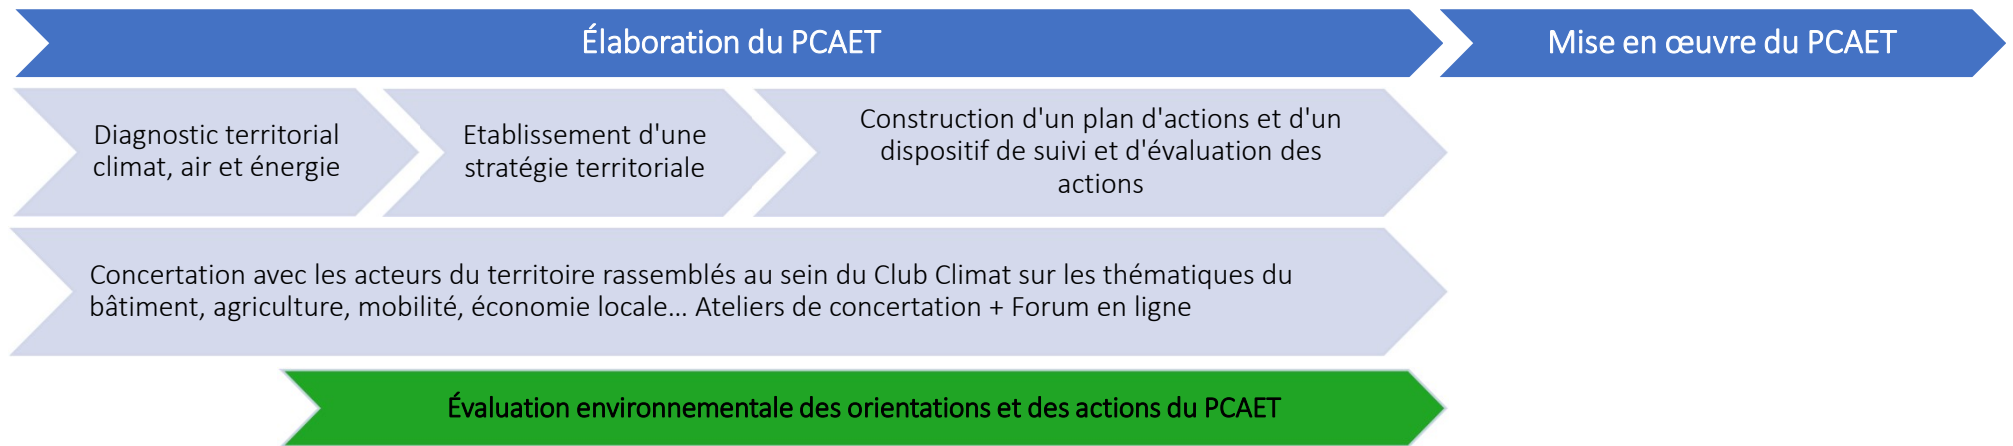 Élaboration du PCAET
Mise en œuvre du PCAET
Diagnostic territorial
climat, air et énergie
Etablissement d'une
stratégie territoriale
Construction d'un plan d'actions et d'un
dispositif de suivi et d'évaluation des
actions
Concertation avec les acteurs du territoire rassemblés au sein du Club Climat sur les thématiques du
bâtiment, agriculture, mobilité, économie locale... Ateliers de concertation + Forum en ligne
Évaluation environnementale des orientations et des actions du PCAET